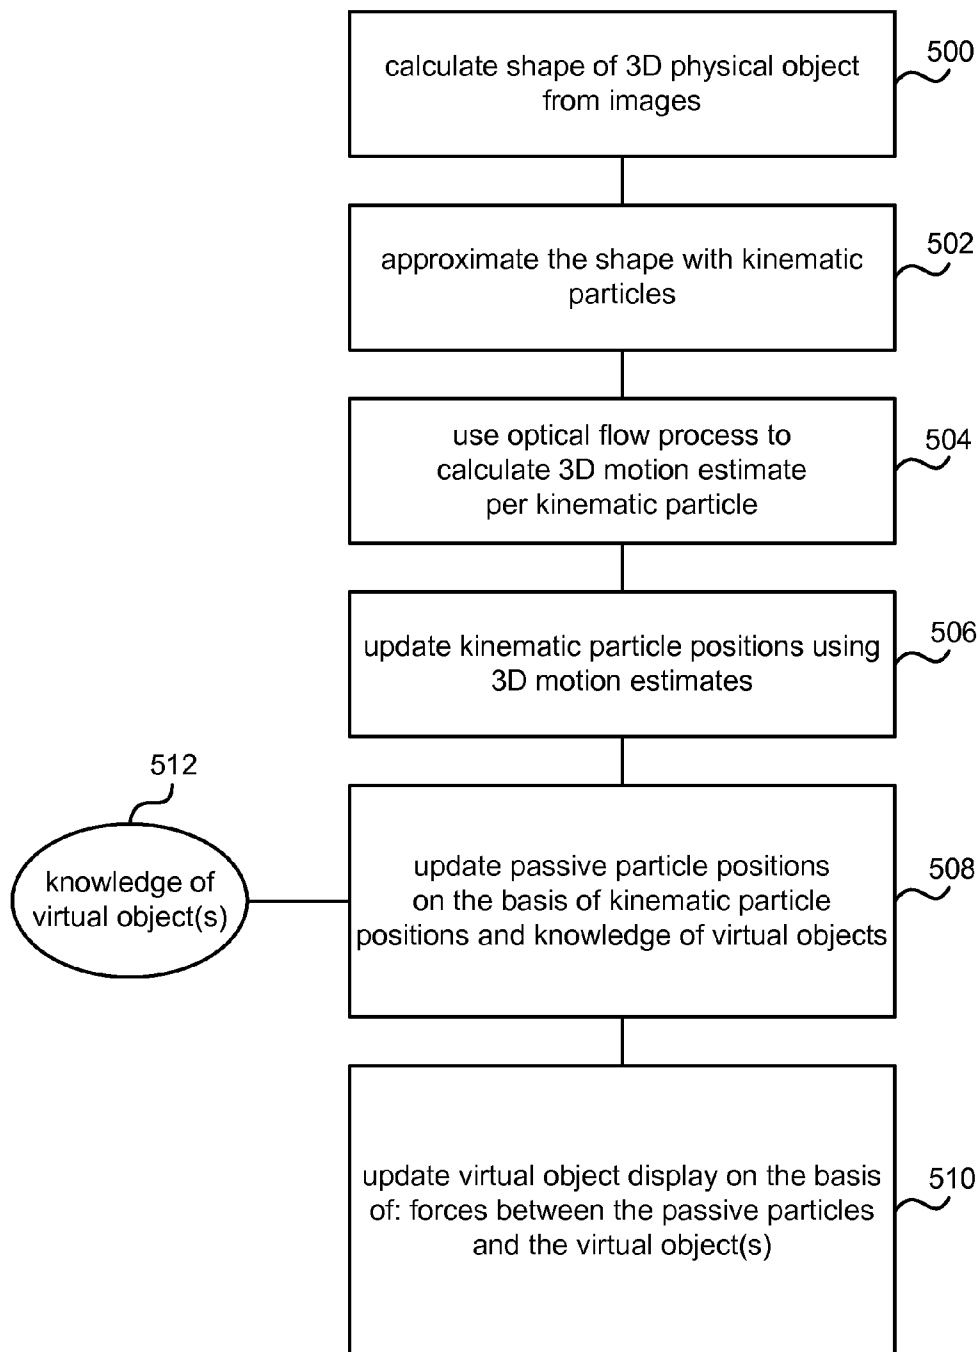 calculate shape of 3D physical object
from images
500
approximate the shape with kinematic
particles
502
use optical flow process to
calculate 3D motion estimate
per kinematic particle
504
update kinematic particle positions using
3D motion estimates
506
512
knowledge of
virtual object(s)
update passive particle positions
on the basis of kinematic particle
positions and knowledge of virtual objects
508
update virtual object display on the basis
of: forces between the passive particles
and the virtual object(s)
510